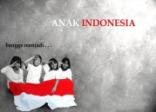 ANAK INDONESIA
bangga menjadi . . .